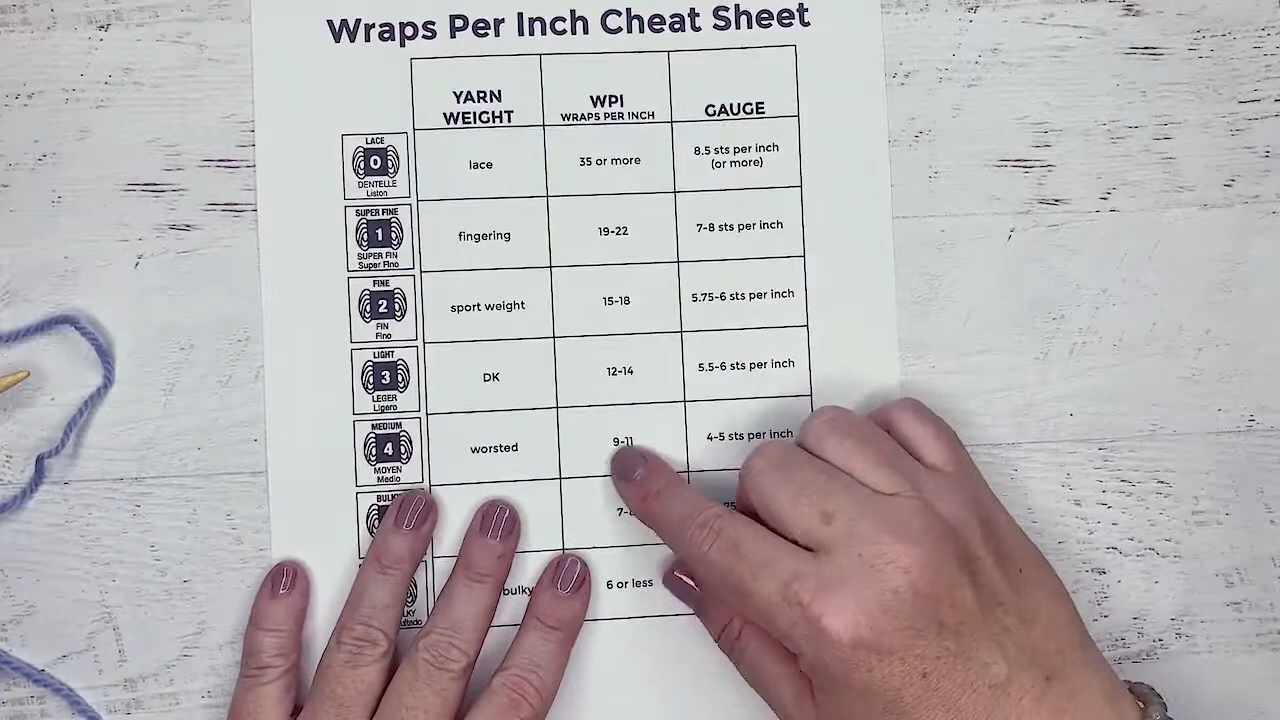 Wraps Per Inch Cheat Sheet
YARN
WEIGHT
WPI
WRAPS PER INCH
GAUGE
LACE
0
DENTELLE
Liston
lace
35 or more
8.5 sts per inch
(or more)
SUPER FINE
1
SUPER FIN
Super Fino
fingering
19-22
7-8 sts per inch
FINE
2
FIN
Fino
sport weight
15-18
5.75-6 sts per inch
LIGHT
3
LEGER
Ligero
DK
12-14
5.5-6 sts per inch
MEDIUM
4
MOYEN
Medio
worsted
9-11
4-5 sts per inch
bulky
6 or less